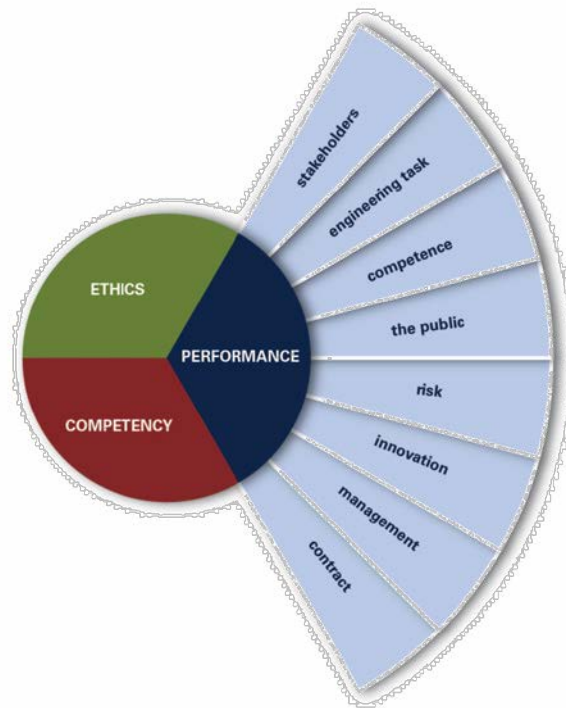 stakeholders
engineering task
competence
the public
risk
innovation
management
contract
ETHICS
PERFORMANCE
COMPETENCY